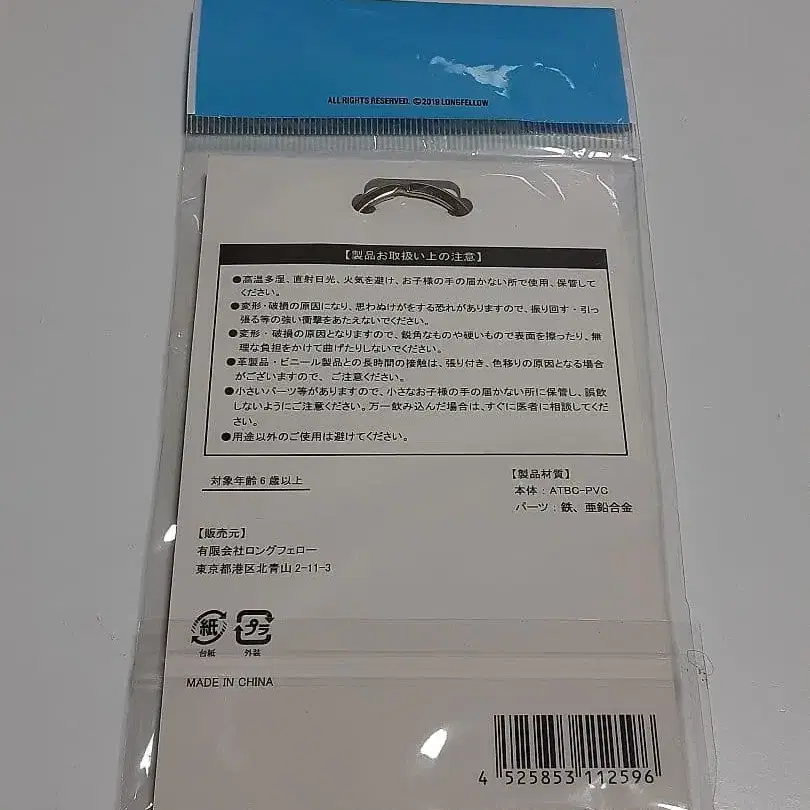 ALL RIGHTS RESERVED. ©2019 LONGFELLOW
【製品お取扱い上の注意】
●高温多湿、直射日光、火気を避け、お子様の手の届かない所で使用、保管して
ください。
●変形・破損の原因になり、思わぬけがをする恐れがありますので、振り回す・引っ
張る等の強い衝撃をあたえないでください。
●変形・破損の原因となりますので、鋭角なものや硬いもので表面を擦ったり、無
理な負担をかけて曲げたりしないでください。
●革製品・ビニール製品との長時間の接触は、張り付き、色移りの原因となる場合
がございますので、ご注意ください。
●小さいパーツ等がありますので、小さなお子様の手の届かない所に保管し、誤飲
しないようにご注意ください。万一飲み込んだ場合は、すぐに医者に相談してくだ
さい。
●用途以外のご使用は避けてください。
対象年齢6歳以上
【製品材質】
本体：ATBC-PVC
パーツ：鉄、亜鉛合金
【販売元】
有限会社ロングフェロー
東京都港区北青山2-11-3
紙 プラ
台紙 外装
MADE IN CHINA
4 525853 112596